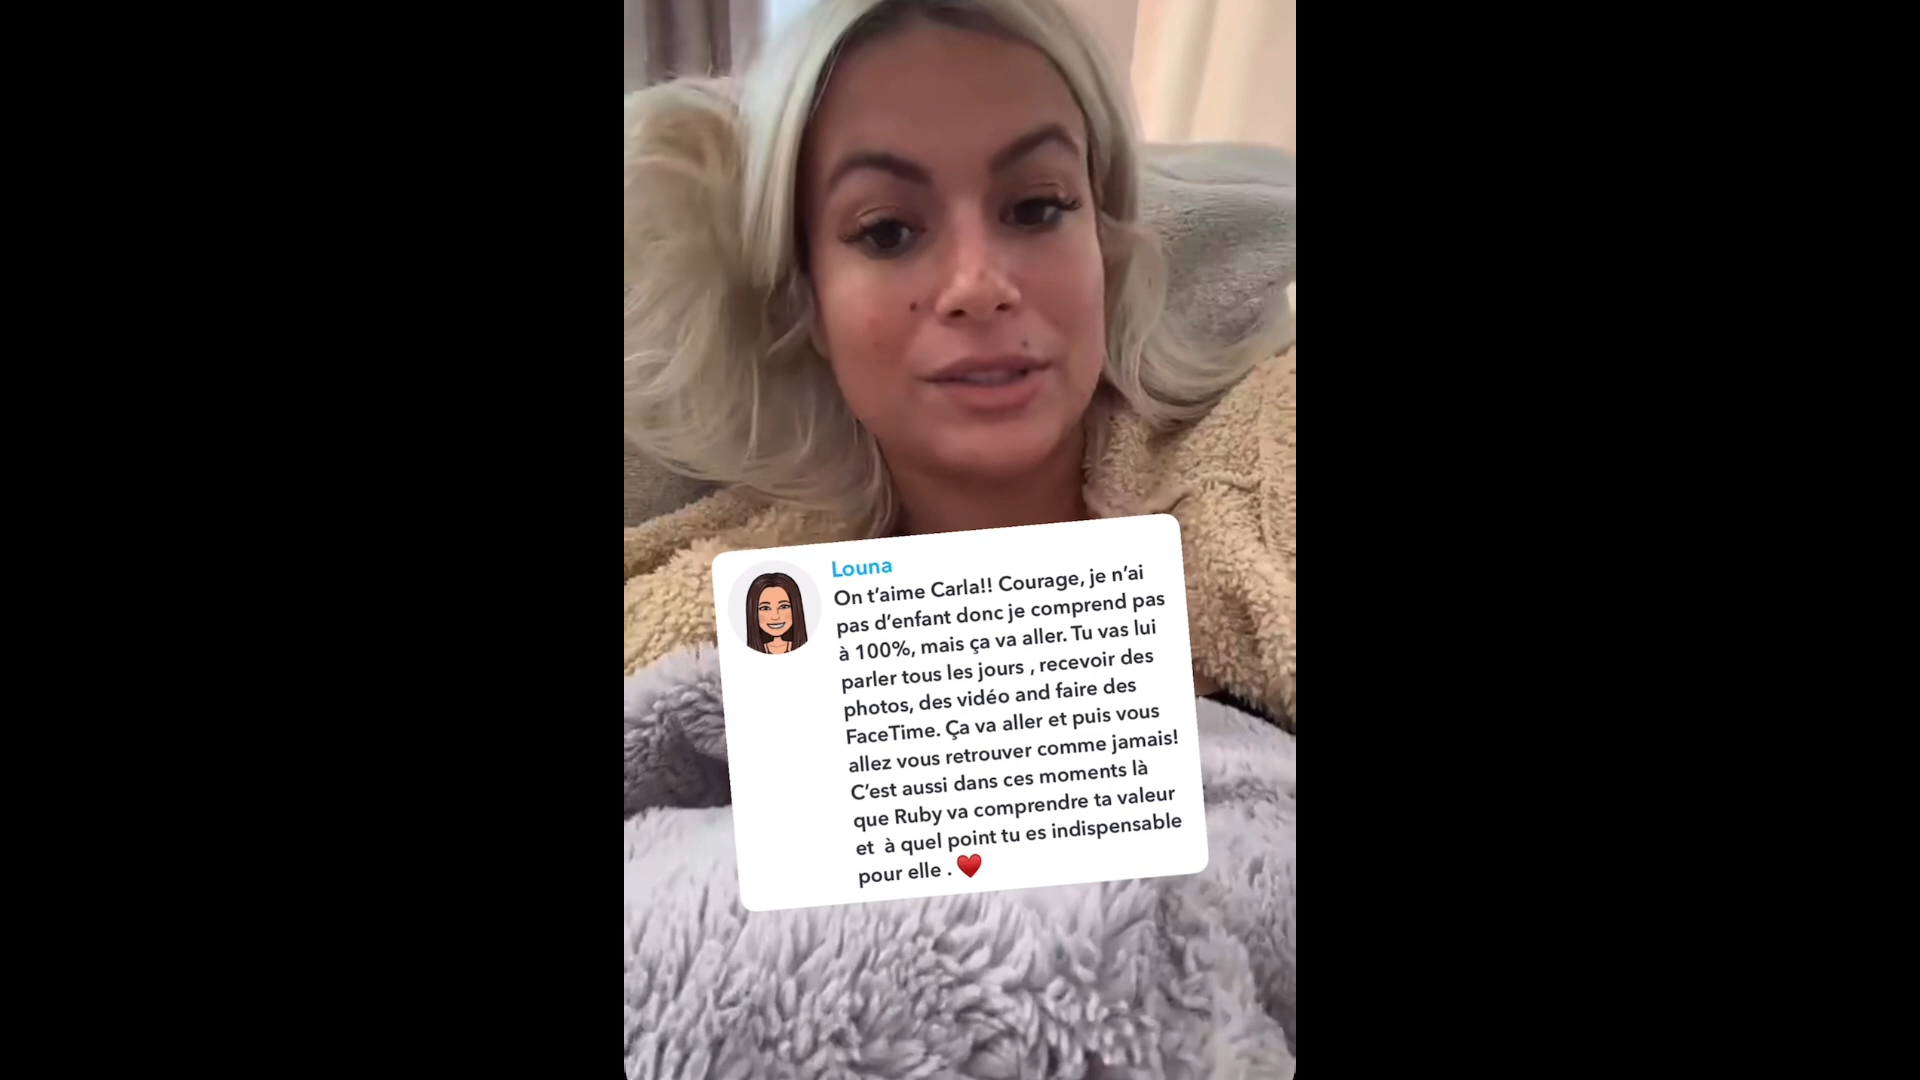 Louna
On t’aime Carla!! Courage, je n’ai
pas d’enfant donc je comprend pas
à 100%, mais ça va aller. Tu vas lui
parler tous les jours , recevoir des
photos, des vidéo and faire des
FaceTime. Ça va aller et puis vous
allez vous retrouver comme jamais!
C’est aussi dans ces moments là
que Ruby va comprendre ta valeur
et  à quel point tu es indispensable
pour elle . ♥️